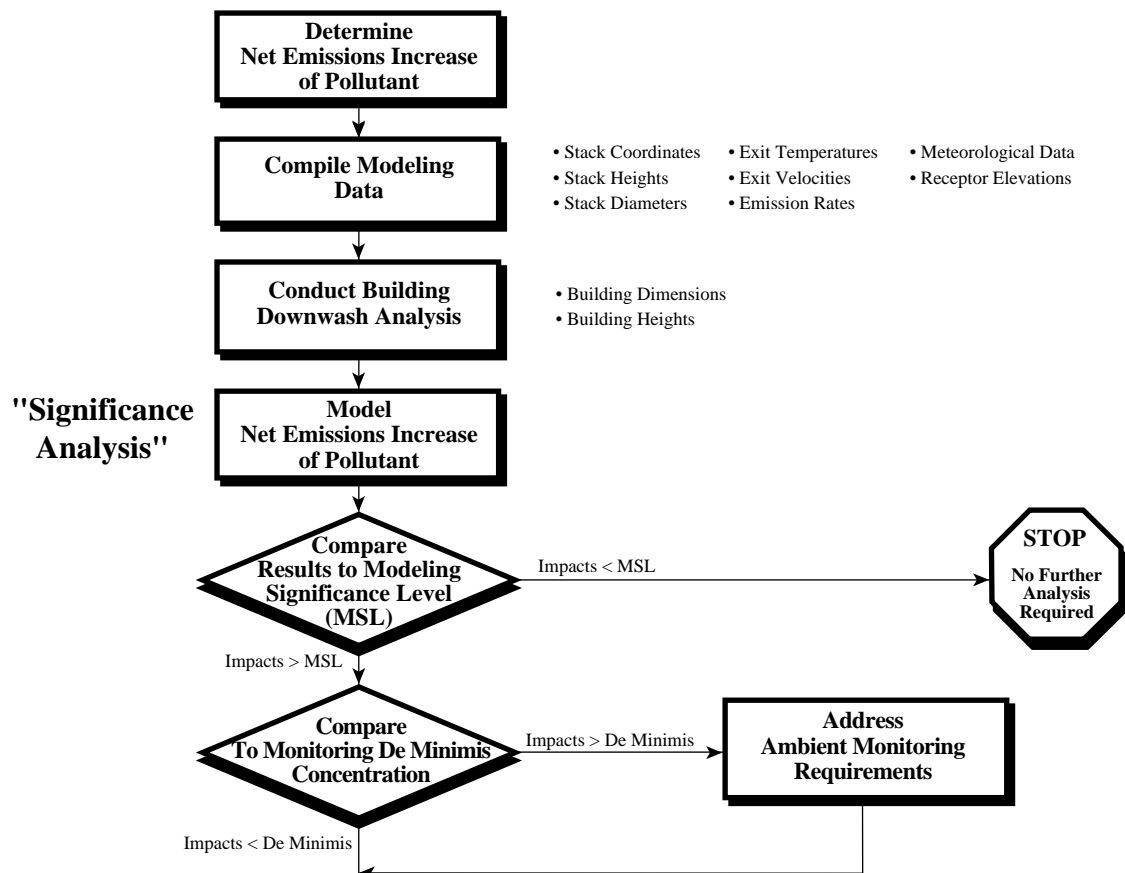 Determine
Net Emissions Increase
of Pollutant
Compile Modeling
Data
• Stack Coordinates
• Stack Heights
• Stack Diameters
• Exit Temperatures
• Exit Velocities
• Emission Rates
• Meteorological Data
• Receptor Elevations
Conduct Building
Downwash Analysis
• Building Dimensions
• Building Heights
"Significance
Analysis"
Model
Net Emissions Increase
of Pollutant
Compare
Results to Modeling
Significance Level
(MSL)
Impacts < MSL
STOP
No Further
Analysis
Required
Impacts > MSL
Compare
To Monitoring De Minimis
Concentration
Impacts > De Minimis
Address
Ambient Monitoring
Requirements
Impacts < De Minimis